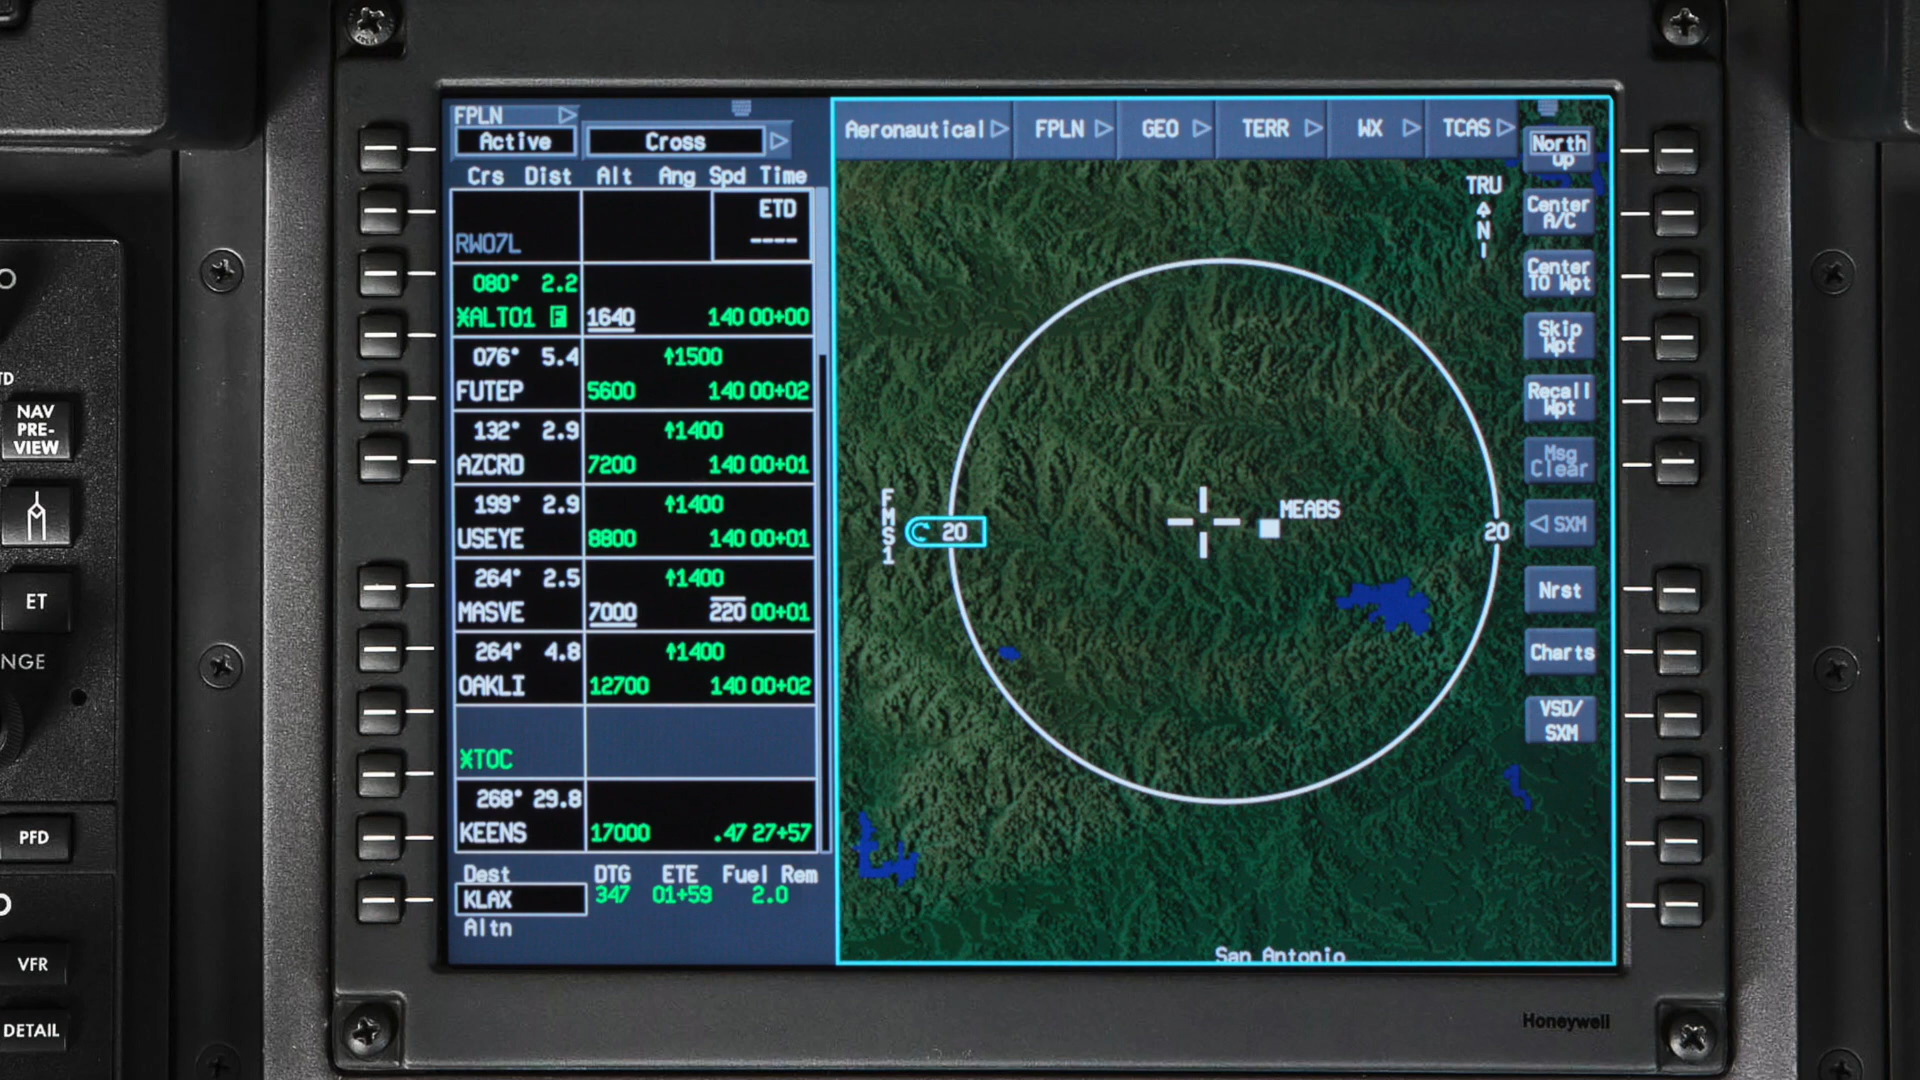 FPLN
Active Cross
Crs Dist Alt Ang Spd Time
ETD
RW07L ----
080° 2.2
*ALTO1 F 1640 140 00+00
076° 5.4 ↑1500
FUTEP 5600 140 00+02
132° 2.9 ↑1400
AZCRD 7200 140 00+01
199° 2.9 ↑1400
USEYE 8800 140 00+01
264° 2.5 ↑1400
MASVE 7000 220 00+01
264° 4.8 ↑1400
OAKLI 12700 140 00+02
*TOC
268° 29.8
KEENS 17000 .47 27+57
Dest DTG ETE Fuel Rem
KLAX 347 01+59 2.0
Altn
Aeronautical FPLN GEO TERR WX TCAS
TRU
N
FMS1
20
MEABS
20
San Antonio
North
up
Center
A/C
Center
TO Wpt
Skip
Wpt
Recall
Wpt
Msg
Clear
SXM
Nrst
Charts
VSD/
SXM
Honeywell
NAV
PRE-
VIEW
ET
NGE
PFD
VFR
DETAIL